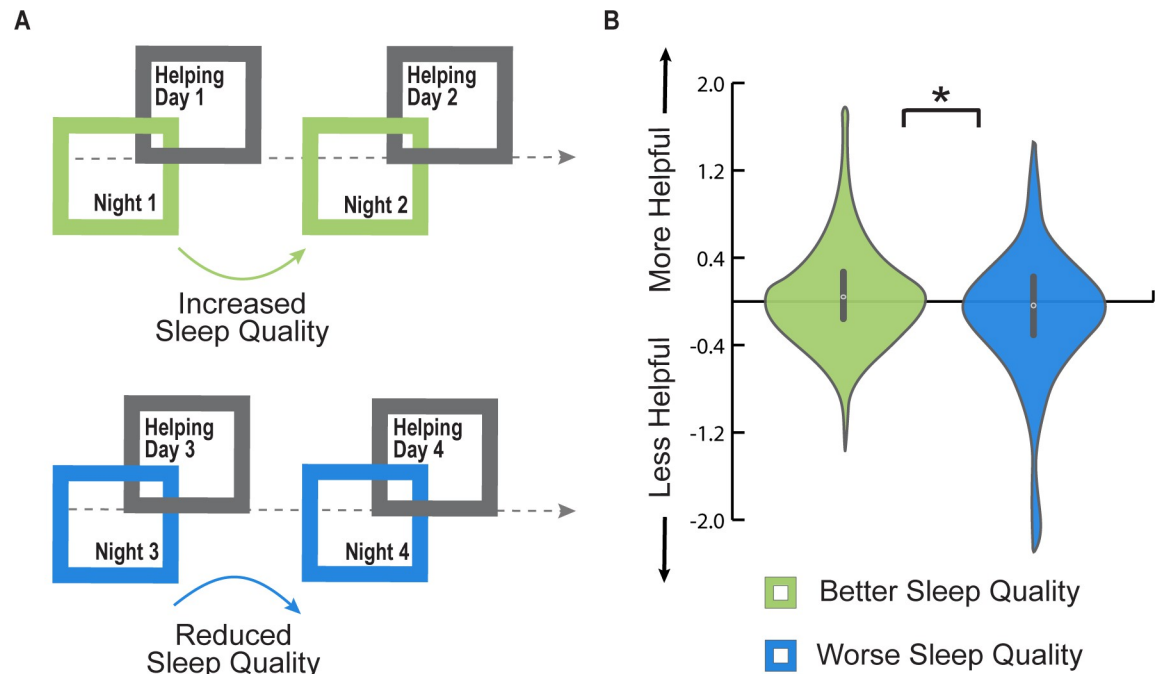 A
Helping
Day 1
Night 1
Helping
Day 2
Night 2
Increased
Sleep Quality
Helping
Day 3
Night 3
Helping
Day 4
Night 4
Reduced
Sleep Quality
B
More Helpful
Less Helpful
2.0
1.2
0.4
-0.4
-1.2
-2.0
*
Better Sleep Quality
Worse Sleep Quality